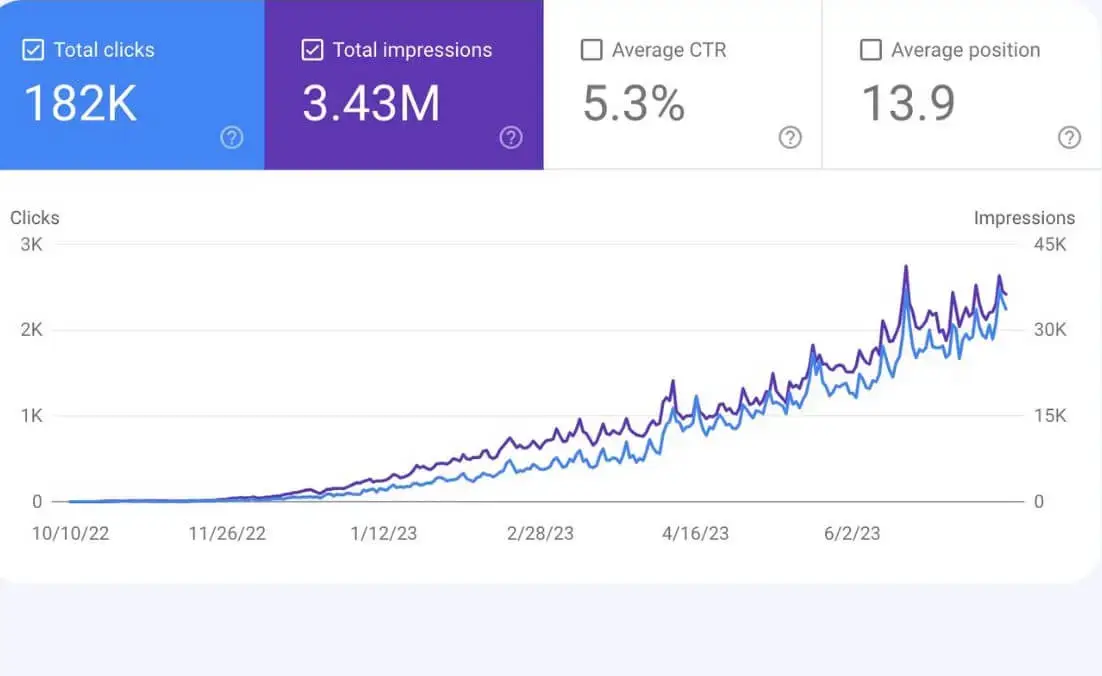 Total clicks
182K
Total impressions
3.43M
Average CTR
5.3%
Average position
13.9
Clicks
Impressions
3K
45K
2K
30K
1K
15K
0
0
10/10/22 11/26/22 1/12/23 2/28/23 4/16/23 6/2/23